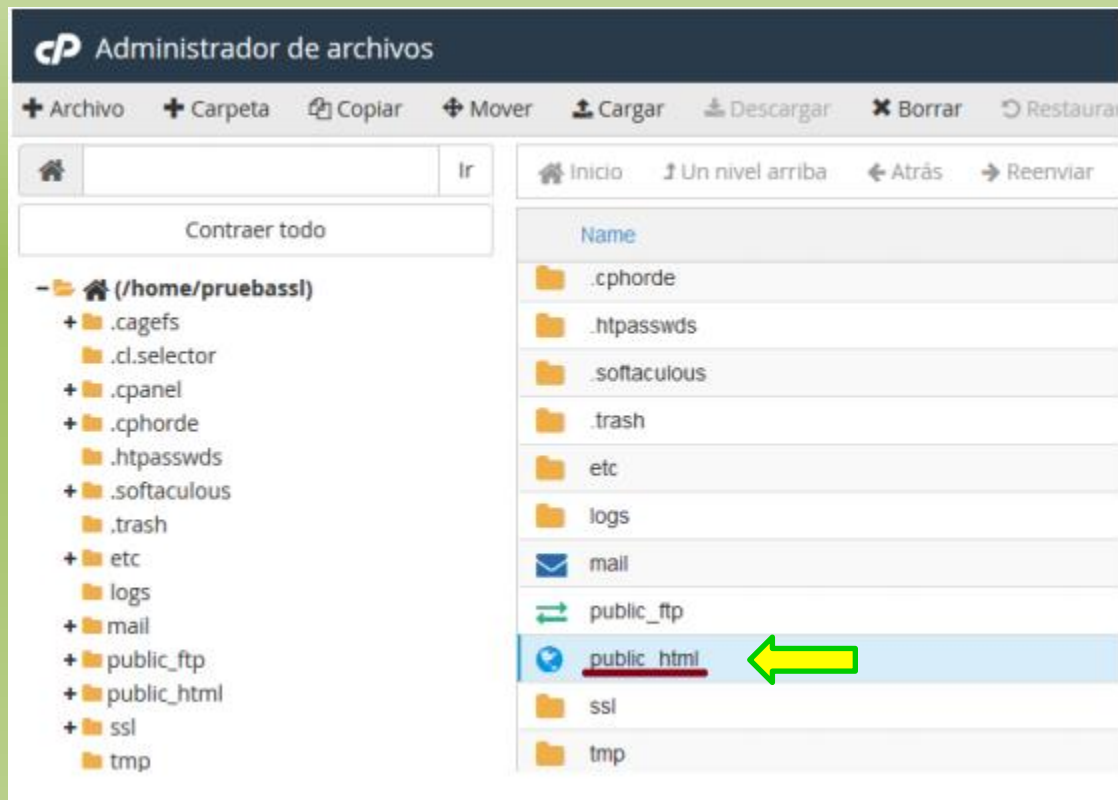 cP Administrador de archivos
Archivo Carpeta Copiar Mover Cargar Descargar Borrar Restaurar
Ir
Contraer todo
(/home/pruebassl)
.cagefs
.cl.selector
.cpanel
.cphorde
.htpasswds
.softaculous
.trash
etc
logs
mail
public_ftp
public_html
ssl
tmp
Inicio Un nivel arriba Atrás Reenviar
Name
.cphorde
.htpasswds
.softaculous
.trash
etc
logs
mail
public_ftp
public_html
ssl
tmp